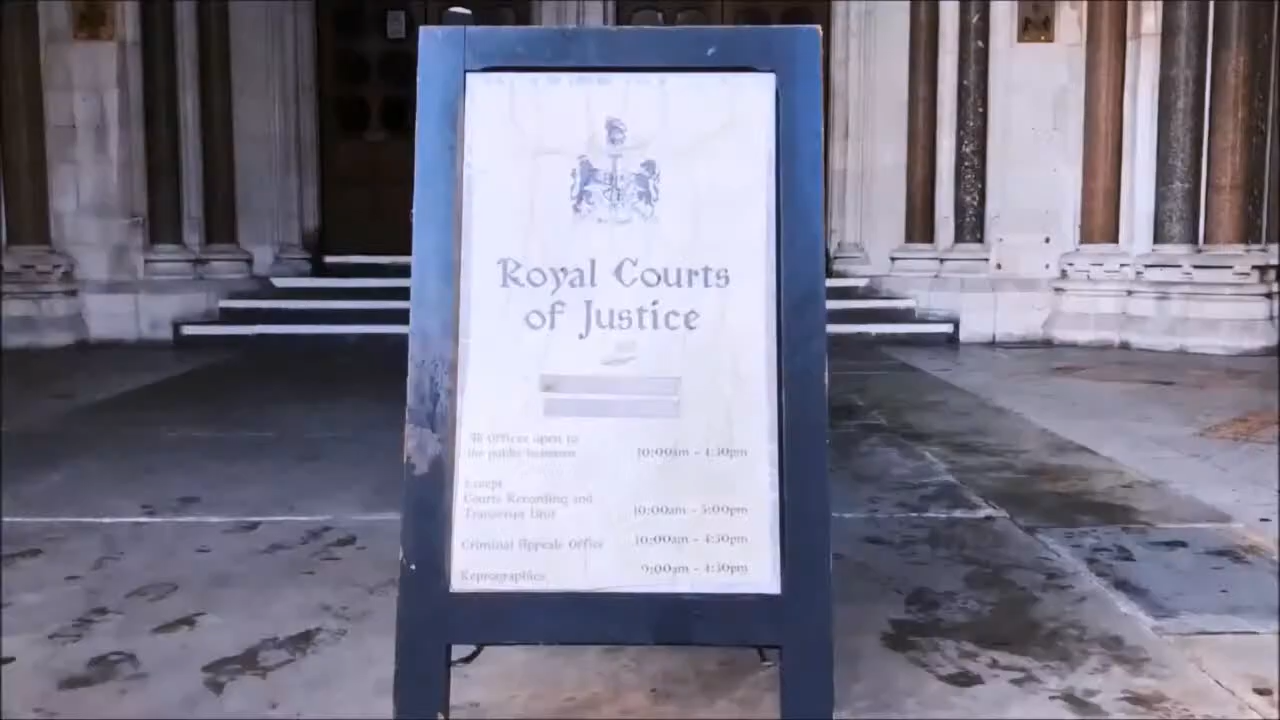 Royal Courts
of Justice
All Offices open to
the public between 10:00am - 4:30pm
Except
Courts Recording and
Transcript Unit 10:00am - 5:00pm
Criminal Appeals Office 10:00am - 4:30pm
Reprographics 9:00am - 4:30pm